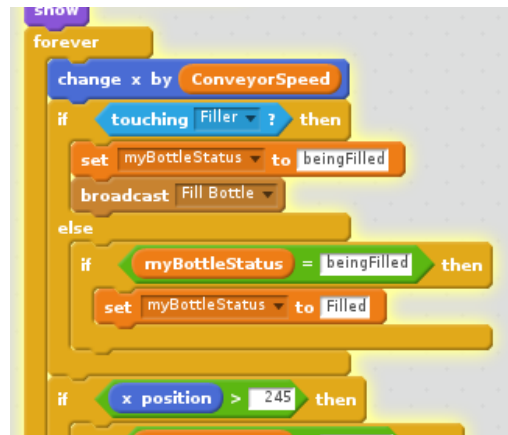 show
forever
change x by ConveyorSpeed
if touching Filler ? then
set myBottleStatus to beingFilled
broadcast Fill Bottle
else
if myBottleStatus = beingFilled then
set myBottleStatus to Filled
if x position > 245 then